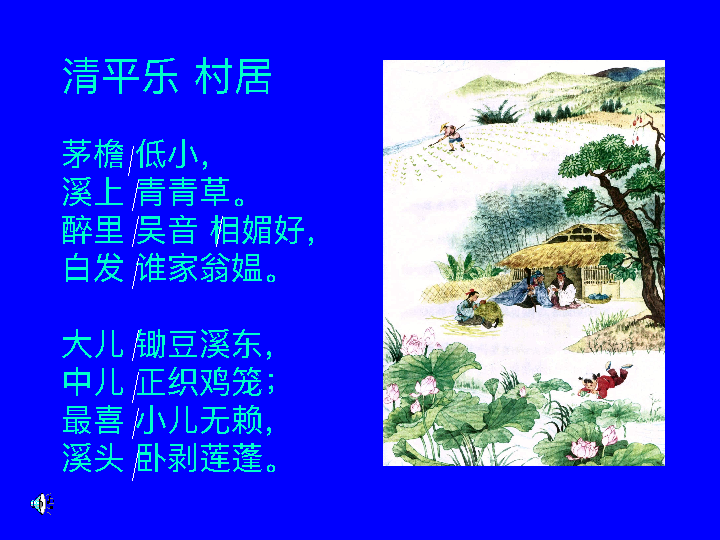 清平乐 村居
茅檐/低小，
溪上/青青草。
醉里/吴音/相媚好，
白发/谁家翁媪。
大儿/锄豆溪东，
中儿/正织鸡笼；
最喜/小儿无赖，
溪头/卧剥莲蓬。